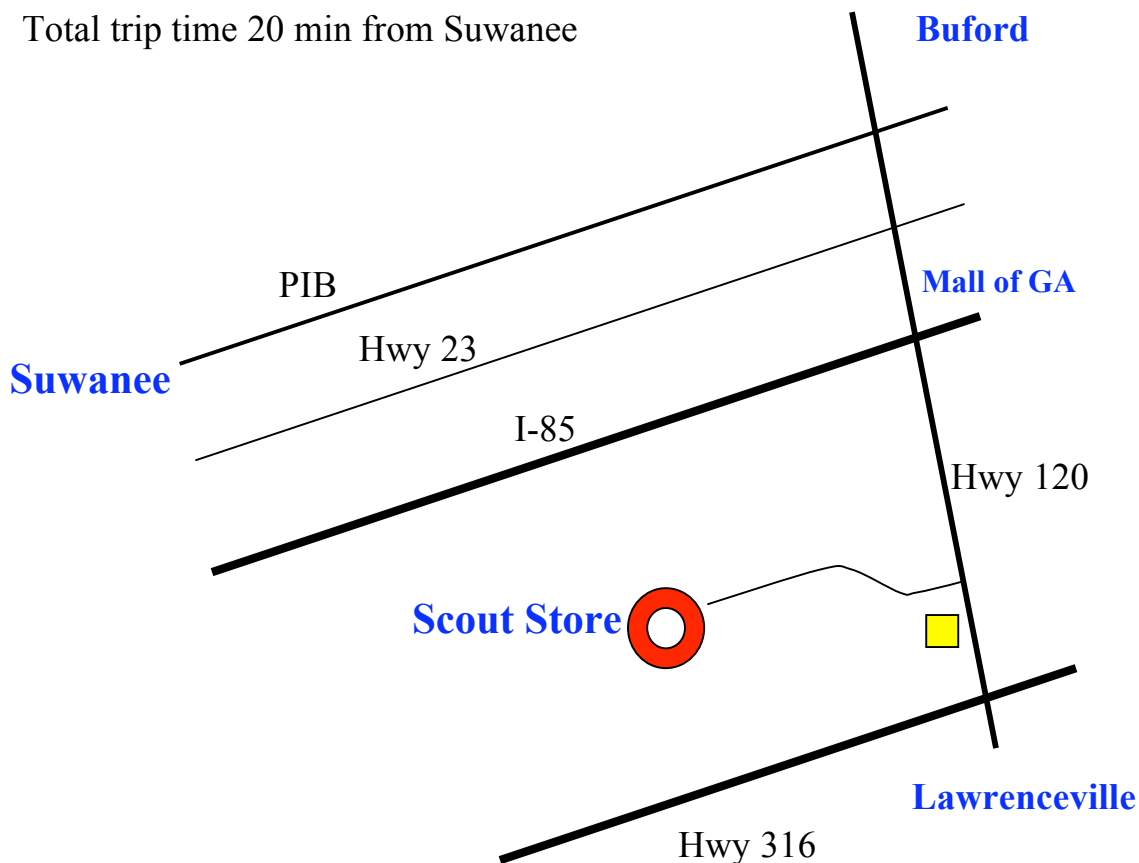 Total trip time 20 min from Suwanee
Buford
PIB
Mall of GA
Hwy 23
Suwanee
I-85
Hwy 120
Scout Store
Lawrenceville
Hwy 316